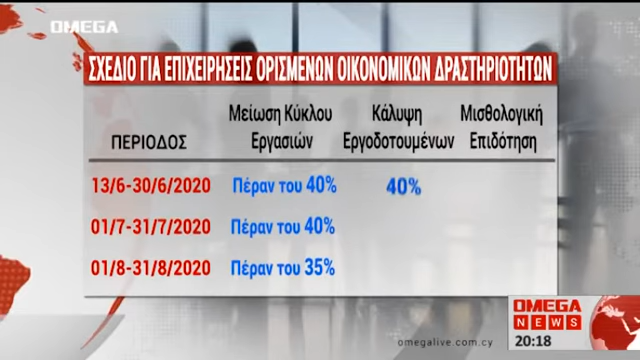 OMEGA
ΣΧΕΔΙΟ ΓΙΑ ΕΠΙΧΕΙΡΗΣΕΙΣ ΟΡΙΣΜΕΝΩΝ ΟΙΚΟΝΟΜΙΚΩΝ ΔΡΑΣΤΗΡΙΟΤΗΤΩΝ
ΠΕΡΙΟΔΟΣ
Μείωση Κύκλου
Εργασιών
Κάλυψη
Εργοδοτουμένων
Μισθολογική
Επιδότηση
13/6-30/6/2020 Πέραν του 40% 40%
01/7-31/7/2020 Πέραν του 40%
01/8-31/8/2020 Πέραν του 35%
OMEGA
NEWS
20:18
omegalive.com.cy